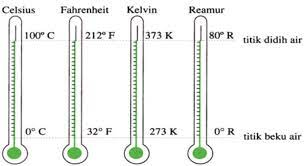 Celsius Fahrenheit Kelvin Reamur
100° C 212° F 373 K 80° R titik didih air
0° C 32° F 273 K 0° R titik beku air